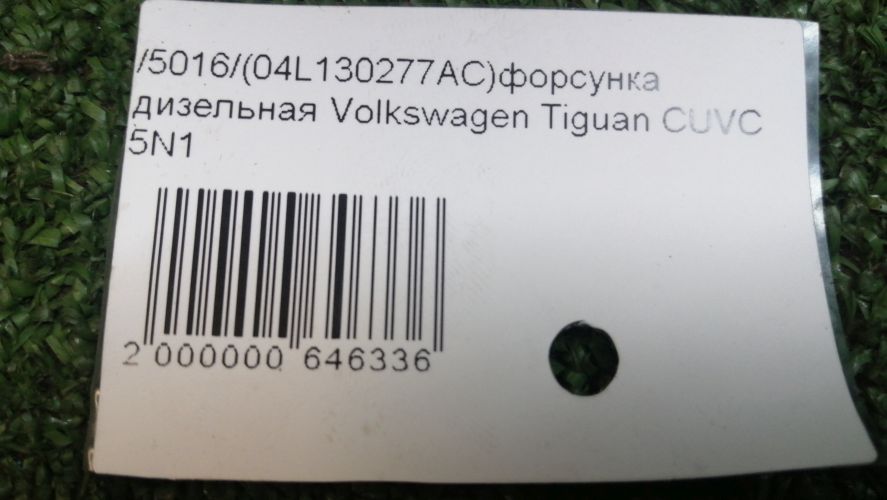 /5016/(04L130277AC)форсунка
дизельная Volkswagen Tiguan CUVC
5N1
2 000000 646336